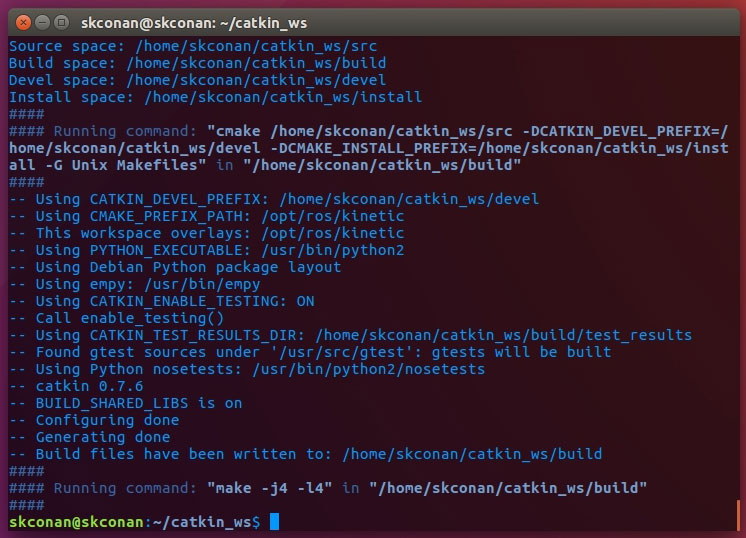 skconan@skconan: ~/catkin_ws
Source space: /home/skconan/catkin_ws/src
Build space: /home/skconan/catkin_ws/build
Devel space: /home/skconan/catkin_ws/devel
Install space: /home/skconan/catkin_ws/install
####
#### Running command: "cmake /home/skconan/catkin_ws/src -DCATKIN_DEVEL_PREFIX=/
home/skconan/catkin_ws/devel -DCMAKE_INSTALL_PREFIX=/home/skconan/catkin_ws/inst
all -G Unix Makefiles" in "/home/skconan/catkin_ws/build"
####
-- Using CATKIN_DEVEL_PREFIX: /home/skconan/catkin_ws/devel
-- Using CMAKE_PREFIX_PATH: /opt/ros/kinetic
-- This workspace overlays: /opt/ros/kinetic
-- Using PYTHON_EXECUTABLE: /usr/bin/python2
-- Using Debian Python package layout
-- Using empy: /usr/bin/empy
-- Using CATKIN_ENABLE_TESTING: ON
-- Call enable_testing()
-- Using CATKIN_TEST_RESULTS_DIR: /home/skconan/catkin_ws/build/test_results
-- Found gtest sources under '/usr/src/gtest': gtests will be built
-- Using Python nosetests: /usr/bin/python2/nosetests
-- catkin 0.7.6
-- BUILD_SHARED_LIBS is on
-- Configuring done
-- Generating done
-- Build files have been written to: /home/skconan/catkin_ws/build
####
#### Running command: "make -j4 -l4" in "/home/skconan/catkin_ws/build"
####
skconan@skconan:~/catkin_ws$